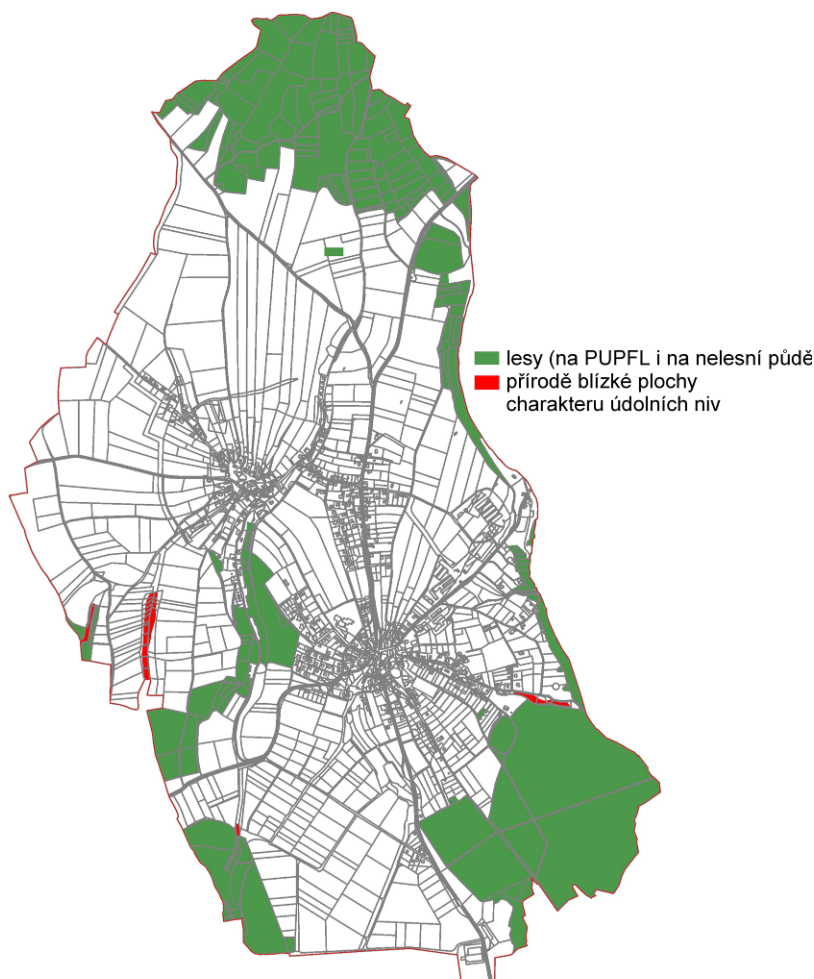 lesy (na PUPFL i na nelesní půdě
přírodě blízké plochy
charakteru údolních niv